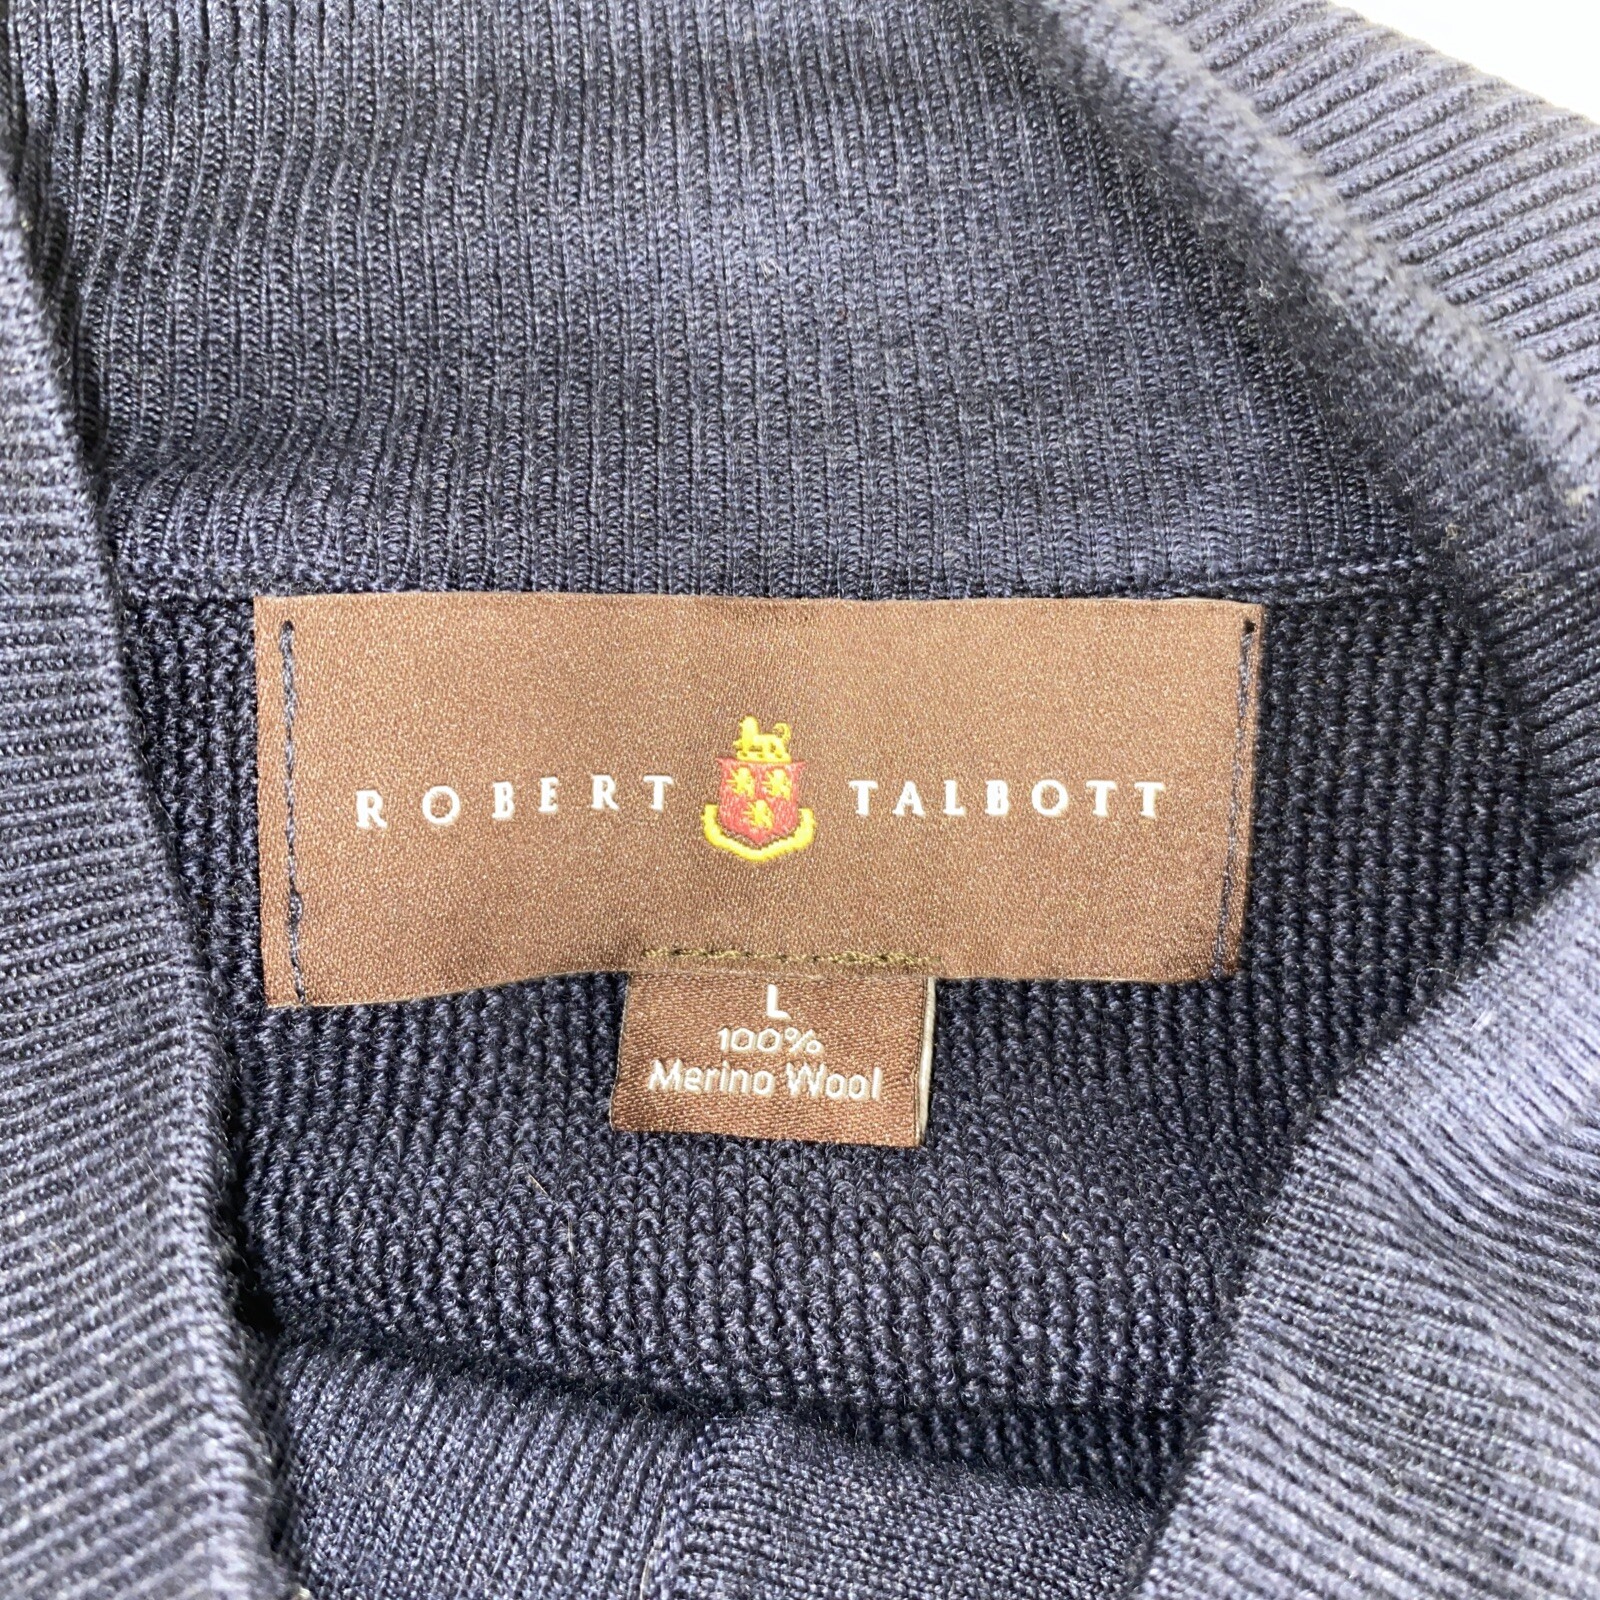 ROBERT TALBOTT
L
100%
Merino Wool